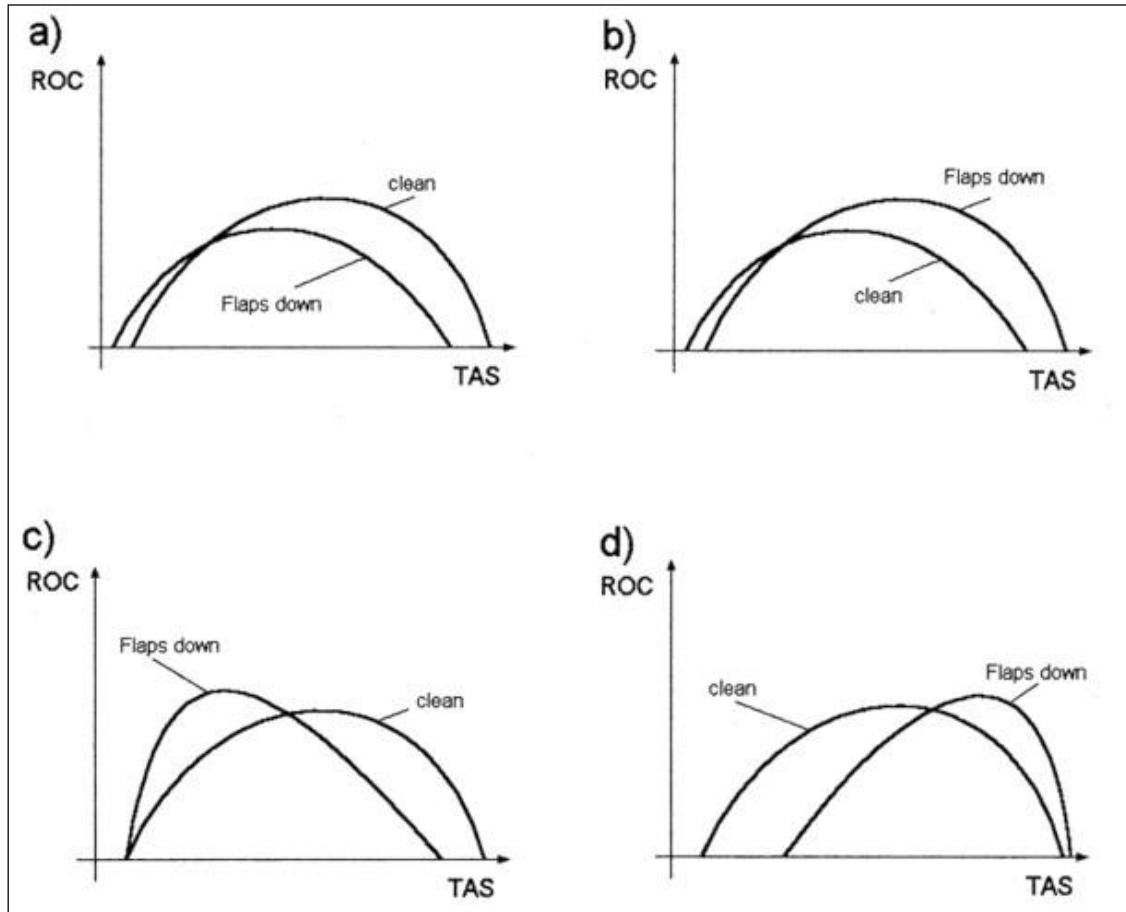 a)
ROC
clean
Flaps down
TAS
b)
ROC
Flaps down
clean
TAS
c)
ROC
Flaps down
clean
TAS
d)
ROC
clean
Flaps down
TAS